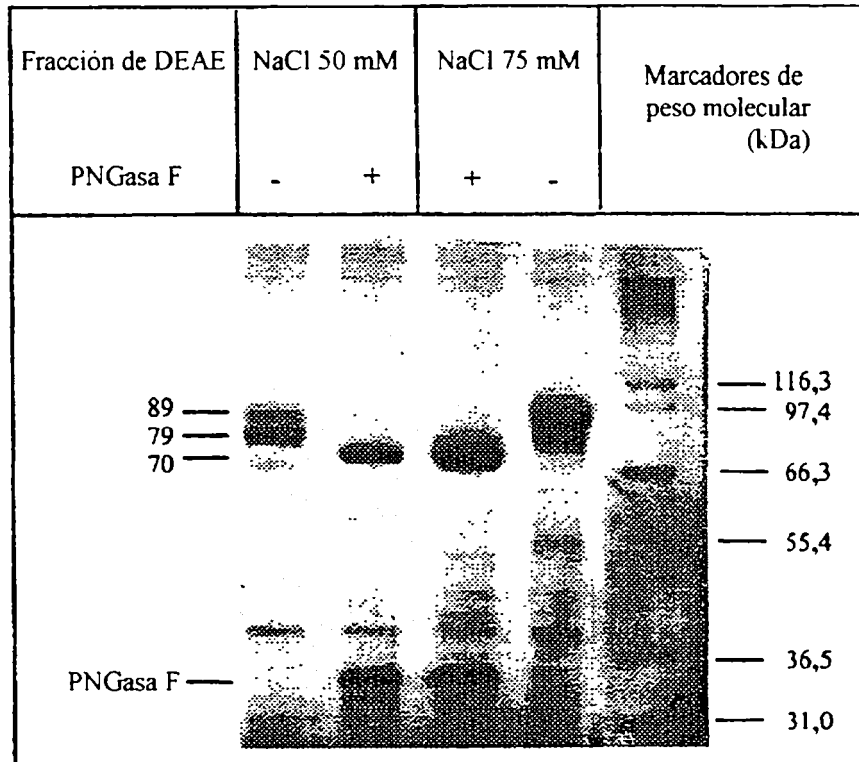 Fracción de DEAE
NaCl 50 mM
NaCl 75 mM
Marcadores de
peso molecular
(kDa)
PNGasa F
-
+
+
-
89
79
70
PNGasa F
116,3
97,4
66,3
55,4
36,5
31,0